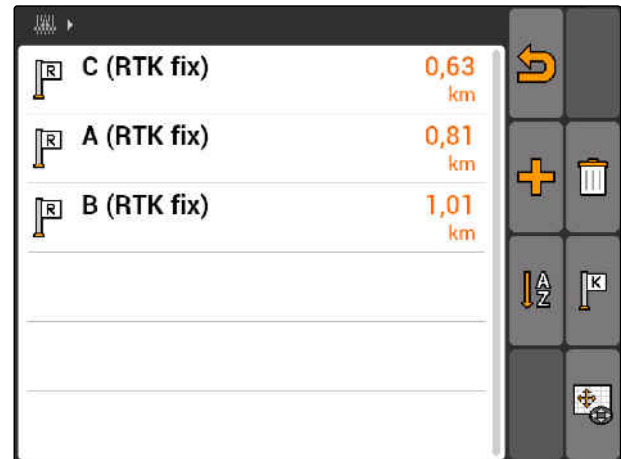 R C (RTK fix) 0,63
km
R A (RTK fix) 0,81
km
R B (RTK fix) 1,01
km
A
Z
K